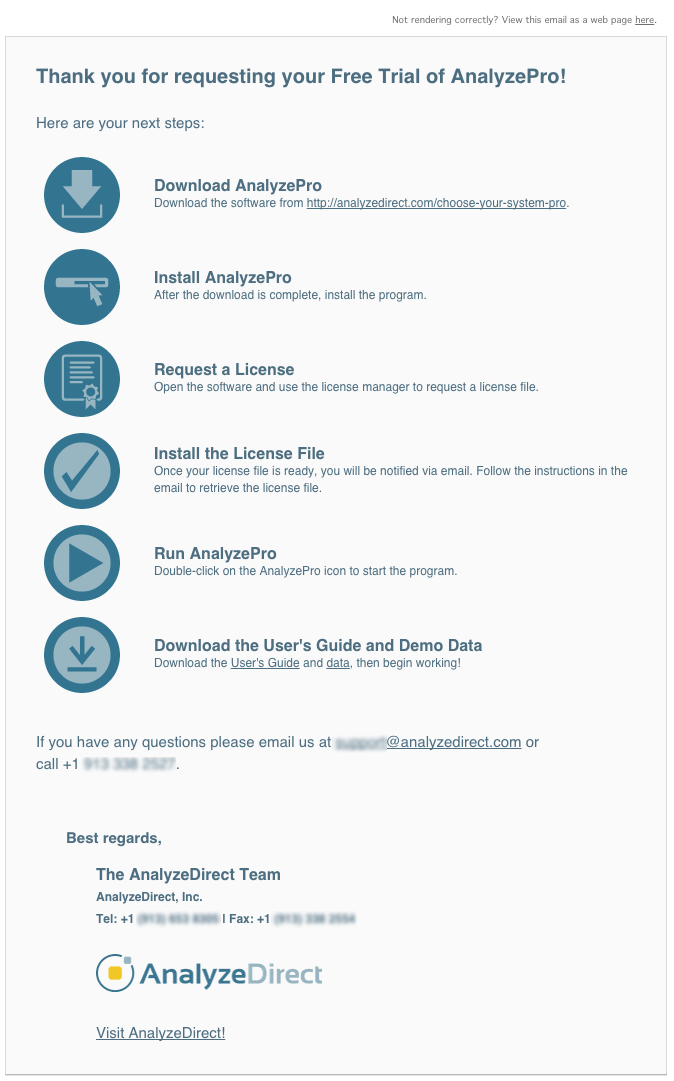 Not rendering correctly? View this email as a web page here.
Thank you for requesting your Free Trial of AnalyzePro!
Here are your next steps:
Download AnalyzePro
Download the software from http://analyzedirect.com/choose-your-system-pro.
Install AnalyzePro
After the download is complete, install the program.
Request a License
Open the software and use the license manager to request a license file.
Install the License File
Once your license file is ready, you will be notified via email. Follow the instructions in the
email to retrieve the license file.
Run AnalyzePro
Double-click on the AnalyzePro icon to start the program.
Download the User's Guide and Demo Data
Download the User's Guide and data, then begin working!
If you have any questions please email us at @analyzedirect.com or
call +1 .
Best regards,
The AnalyzeDirect Team
AnalyzeDirect, Inc.
Tel: +1 | Fax: +1
AnalyzeDirect
Visit AnalyzeDirect!